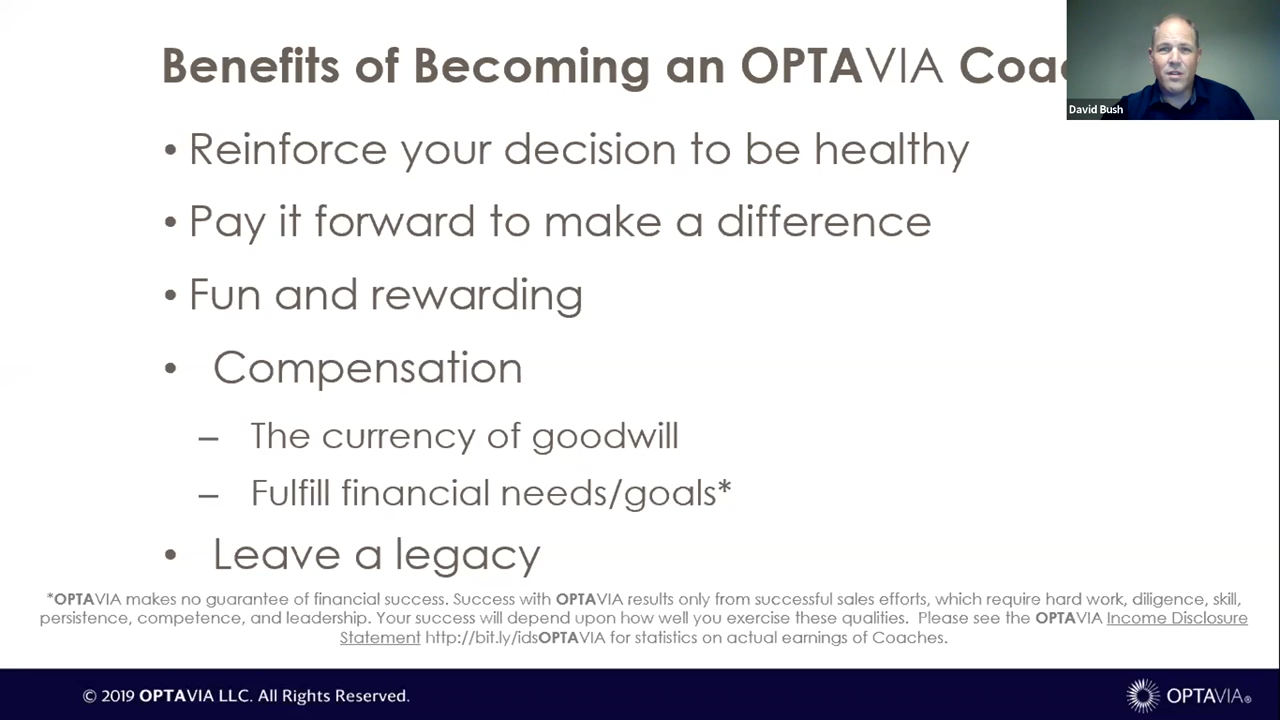 Benefits of Becoming an OPTAVIA
David Bush
• Reinforce your decision to be healthy
• Pay it forward to make a difference
• Fun and rewarding
• Compensation
– The currency of goodwill
– Fulfill financial needs/goals*
• Leave a legacy
*OPTAVIA makes no guarantee of financial success. Success with OPTAVIA results only from successful sales efforts, which require hard work, diligence, skill,
persistence, competence, and leadership. Your success will depend upon how well you exercise these qualities. Please see the OPTAVIA Income Disclosure
Statement http://bit.ly/idsOPTAVIA for statistics on actual earnings of Coaches.
© 2019 OPTAVIA LLC. All Rights Reserved.
OPTAVIA®